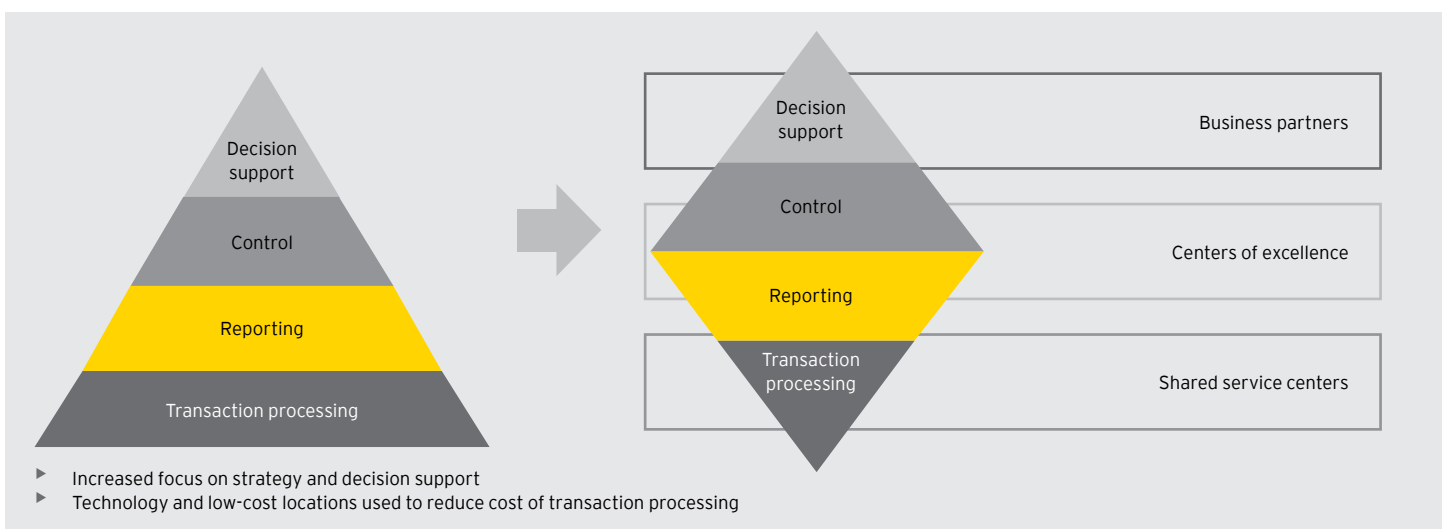 Decision
support
Control
Reporting
Transaction processing
Decision
support
Control
Reporting
Transaction
processing
Business partners
Centers of excellence
Shared service centers
Increased focus on strategy and decision support
Technology and low-cost locations used to reduce cost of transaction processing